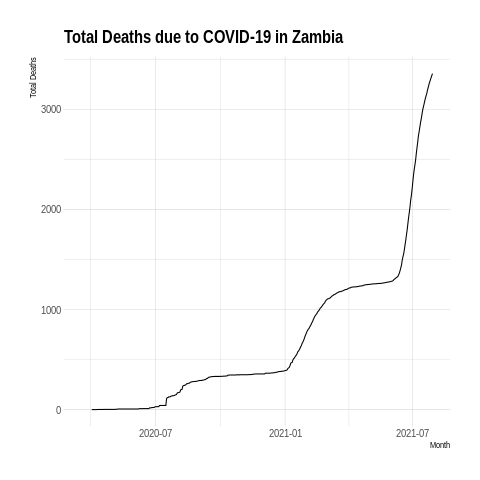 Total Deaths due to COVID-19 in Zambia
Total Deaths
3000
2000
1000
0
2020-07 2021-01 2021-07
Month